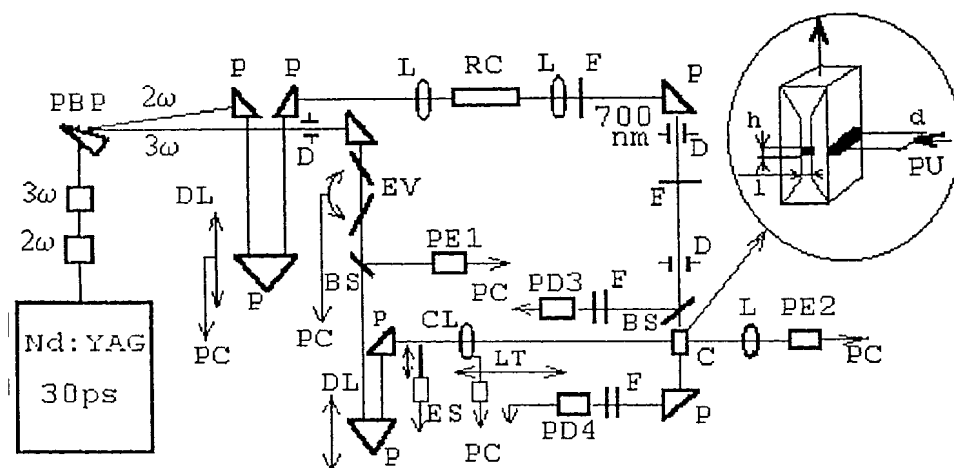 P P L RC L F P
PBP 2ω
3ω D 700 nm D
h d
PU
l
3ω DL EV F
2ω
PE1 D
P BS PC PD3 F
BS L PE2
Nd:YAG PC PC P CL C PC
30ps DL LT F
ES P
P PC PD4